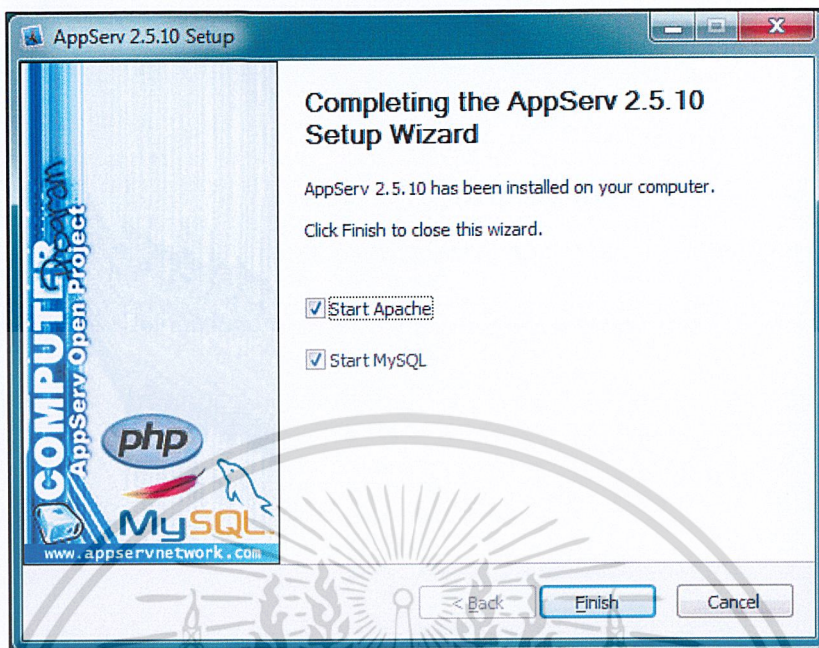 AppServ 2.5.10 Setup
Completing the AppServ 2.5.10
Setup Wizard
AppServ 2.5.10 has been installed on your computer.
Click Finish to close this wizard.
Start Apache
Start MySQL
COMPUTER
Program
AppServ Open Project
php
MySQL
www.appservnetwork.com
< Back
Finish
Cancel